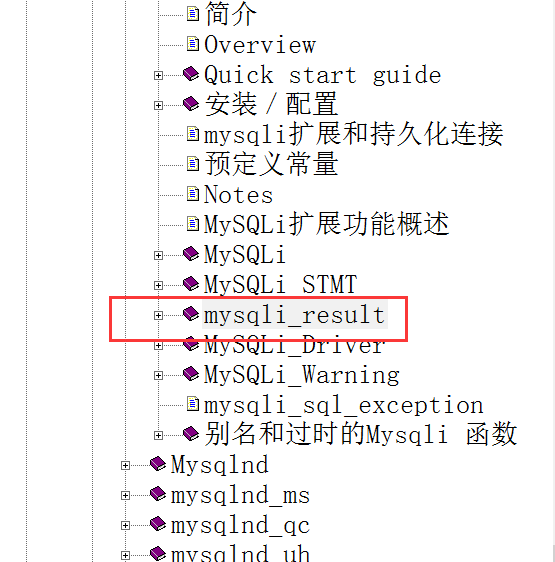 简介
Overview
Quick start guide
安装／配置
mysqli扩展和持久化连接
预定义常量
Notes
MySQLi扩展功能概述
MySQLi
MySQLi_STMT
mysqli_result
MySQLi_Driver
MySQLi_Warning
mysqli_sql_exception
别名和过时的Mysqli 函数
Mysqlnd
mysqlnd_ms
mysqlnd_qc
mysqlnd_uh